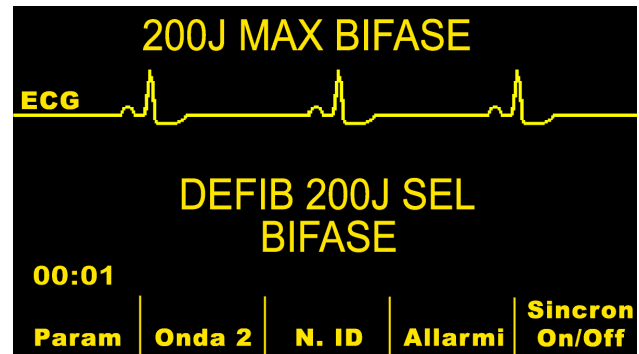 200J MAX BIFASE
ECG
DEFIB 200J SEL
BIFASE
00:01
Param Onda 2 N. ID Allarmi Sincron
On/Off